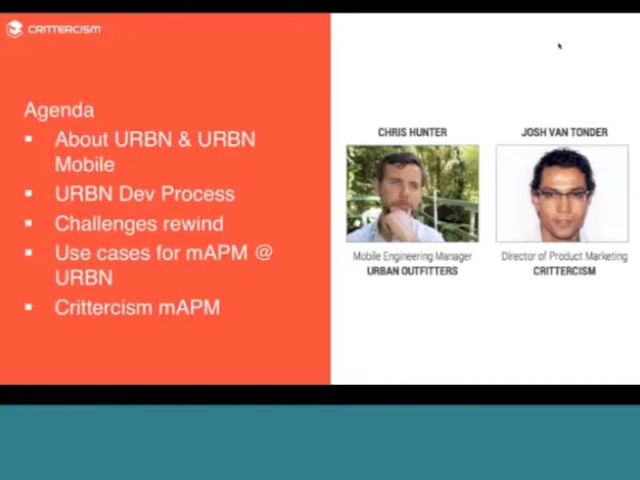 CRITTERCISM
Agenda
▪ About URBN & URBN
Mobile
▪ URBN Dev Process
▪ Challenges rewind
▪ Use cases for mAPM @
URBN
▪ Crittercism mAPM
CHRIS HUNTER
Mobile Engineering Manager
URBAN OUTFITTERS
JOSH VAN TONDER
Director of Product Marketing
CRITTERCISM